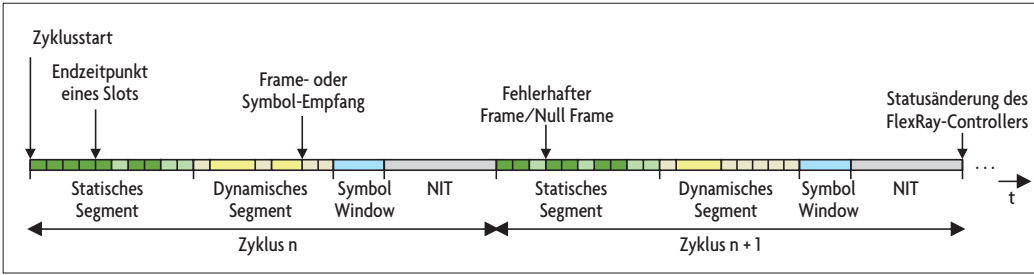 Zyklusstart
Endzeitpunkt
eines Slots
Frame- oder
Symbol-Empfang
Fehlerhafter
Frame/Null Frame
Statusänderung des
FlexRay-Controllers
...
t
Statisches
Segment
Dynamisches
Segment
Symbol
Window
NIT
Statisches
Segment
Dynamisches
Segment
Symbol
Window
NIT
Zyklus n
Zyklus n + 1